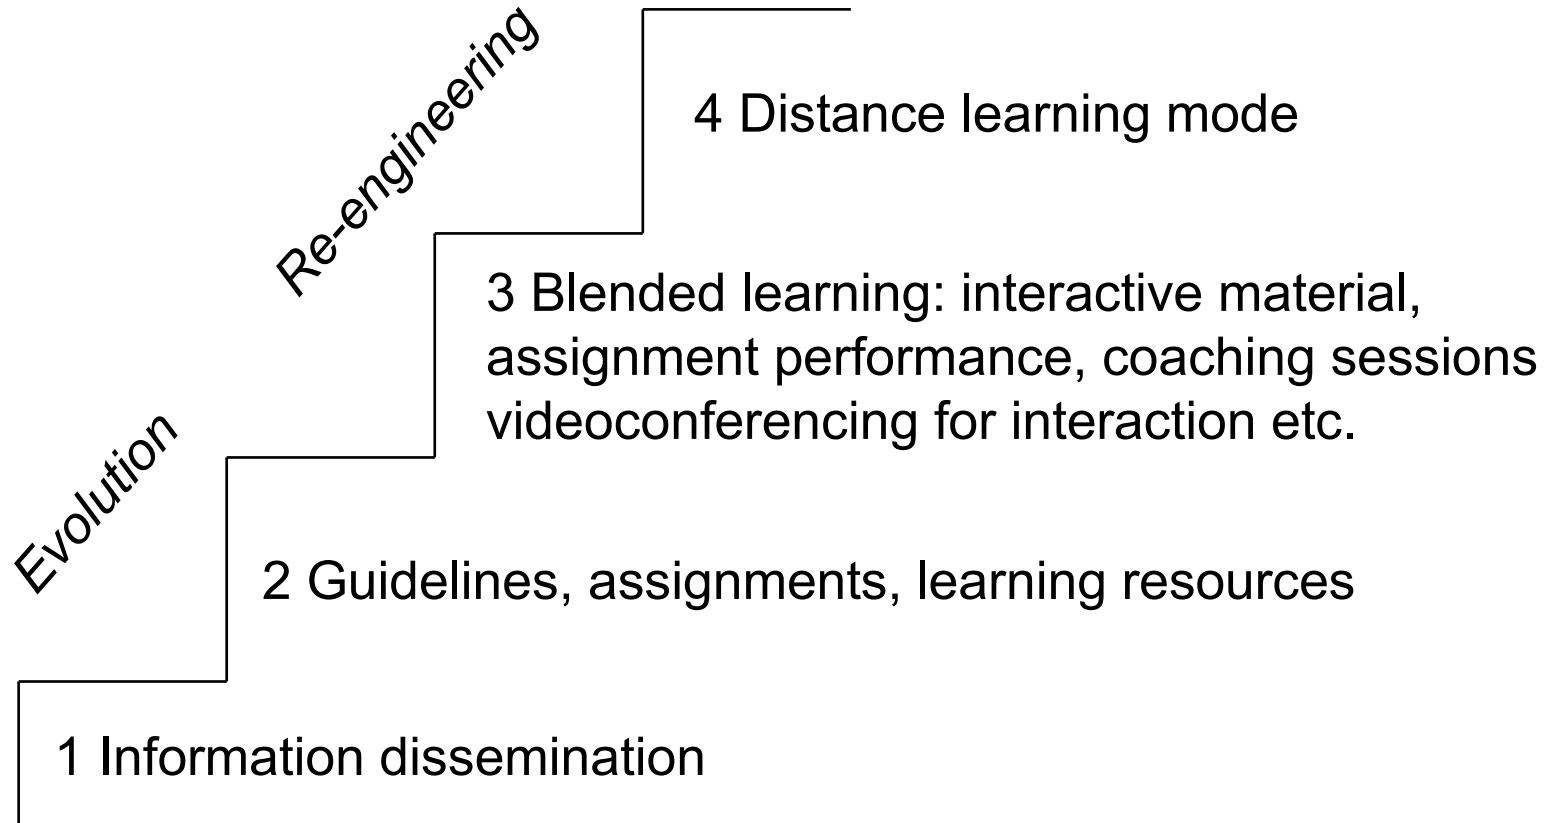 Re-engineering
4 Distance learning mode
3 Blended learning: interactive material,
assignment performance, coaching sessions
videoconferencing for interaction etc.
Evolution
2 Guidelines, assignments, learning resources
1 Information dissemination